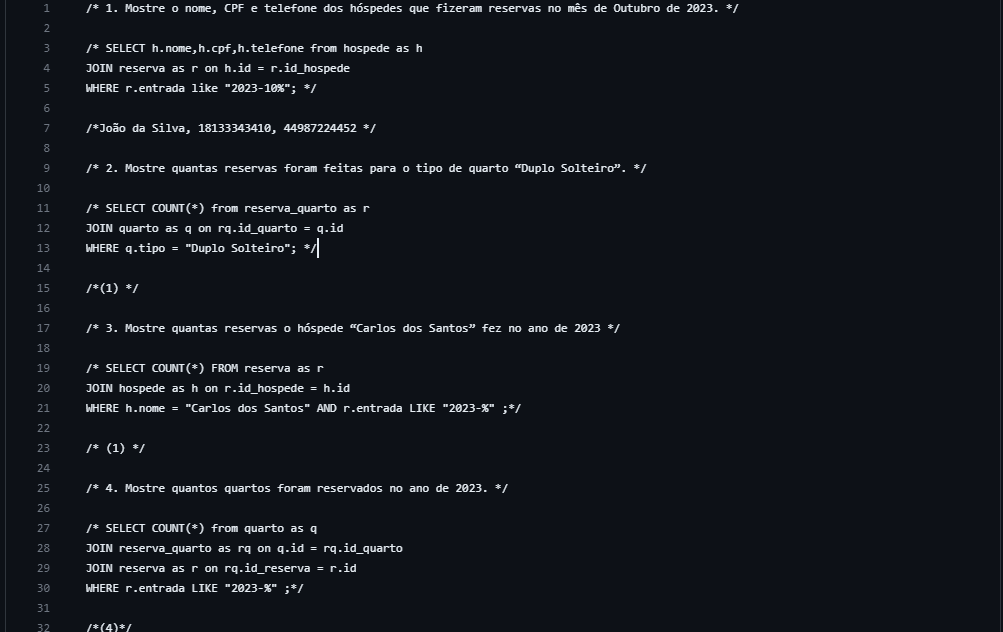 1 /* 1. Mostre o nome, CPF e telefone dos hóspedes que fizeram reservas no mês de Outubro de 2023. */
2
3 /* SELECT h.nome,h.cpf,h.telefone from hospede as h
4 JOIN reserva as r on h.id = r.id_hospede
5 WHERE r.entrada like "2023-10%"; */
6
7 /*João da Silva, 18133343410, 44987224452 */
8
9 /* 2. Mostre quantas reservas foram feitas para o tipo de quarto “Duplo Solteiro”. */
10
11 /* SELECT COUNT(*) from reserva_quarto as r
12 JOIN quarto as q on rq.id_quarto = q.id
13 WHERE q.tipo = "Duplo Solteiro"; */
14
15 /*(1) */
16
17 /* 3. Mostre quantas reservas o hóspede “Carlos dos Santos” fez no ano de 2023 */
18
19 /* SELECT COUNT(*) FROM reserva as r
20 JOIN hospede as h on r.id_hospede = h.id
21 WHERE h.nome = "Carlos dos Santos" AND r.entrada LIKE "2023-%" ;*/
22
23 /* (1) */
24
25 /* 4. Mostre quantos quartos foram reservados no ano de 2023. */
26
27 /* SELECT COUNT(*) from quarto as q
28 JOIN reserva_quarto as rq on q.id = rq.id_quarto
29 JOIN reserva as r on rq.id_reserva = r.id
30 WHERE r.entrada LIKE "2023-%" ;*/
31
32 /*(4)*/